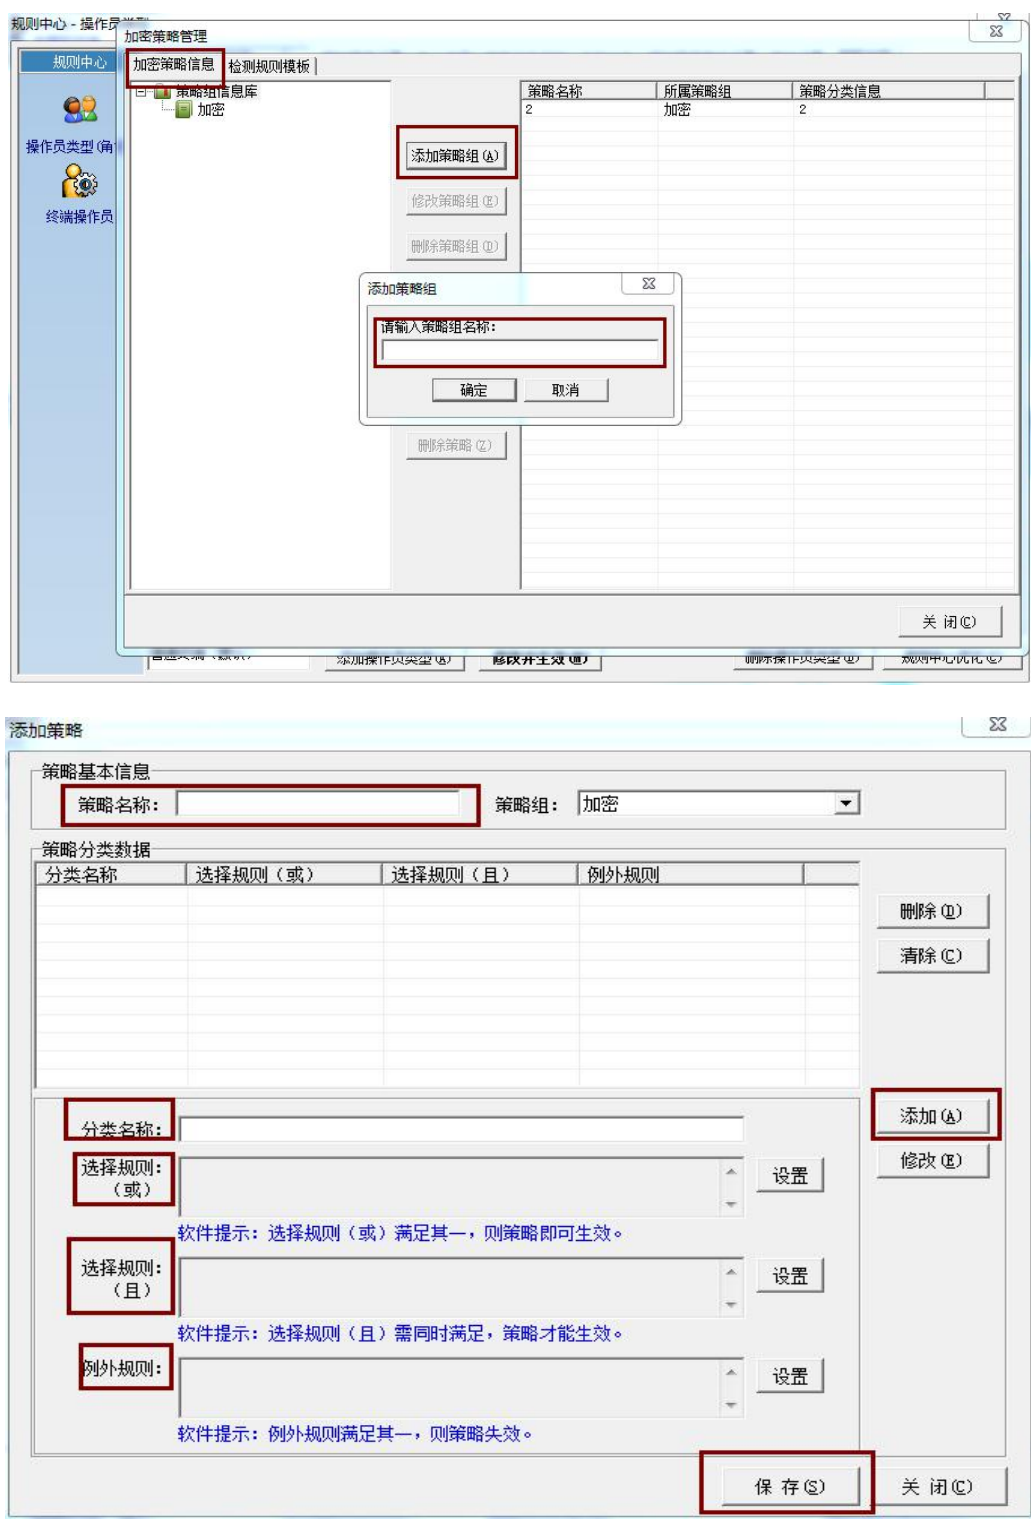 规则中心 - 操作员
加密策略管理
规则中心
加密策略信息 检测规则模板
策略组信息库
加密
策略名称 所属策略组 策略分类信息
2 加密 2
操作员类型(角
终端操作员
添加策略组(A)
修改策略组(E)
删除策略组(D)
添加策略组
请输入策略组名称:
确定 取消
删除策略(Z)
关 闭(C)
添加操作员类型(A) 修改并生效(M) 删除操作员类型(D) 规则中心优化(C)
添加策略
策略基本信息
策略名称: 策略组: 加密
策略分类数据
分类名称 选择规则(或) 选择规则(且) 例外规则
删除(D)
清除(C)
添加(A)
修改(E)
分类名称:
选择规则:
(或)
设置
软件提示:选择规则(或)满足其一,则策略即可生效。
选择规则:
(且)
设置
软件提示:选择规则(且)需同时满足,策略才能生效。
例外规则:
设置
软件提示:例外规则满足其一,则策略失效。
保 存(S) 关 闭(C)